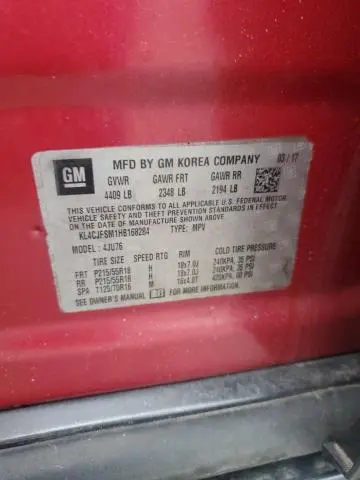 GM
MFD BY GM KOREA COMPANY 03 / 17
GVWR GAWR FRT GAWR RR
4409 LB 2348 LB 2194 LB
THIS VEHICLE CONFORMS TO ALL APPLICABLE U.S. FEDERAL MOTOR
VEHICLE SAFETY BUMPER AND THEFT PREVENTION STANDARDS IN
EFFECT ON THE DATE OF MANUFACTURE SHOWN ABOVE.
KL4CJFSM1HB168284 TYPE: MPV
MODEL: 4JU76
TIRE SIZE SPEED RTG RIM COLD TIRE PRESSURE
FRT P215/55R18 H 18x7.0J 240KPA, 35 PSI
RR P215/55R18 H 18x7.0J 240KPA, 35 PSI
SPA T125/70R16 M 16x4.0T 420KPA, 60 PSI
SEE OWNER'S MANUAL FOR MORE INFORMATION.